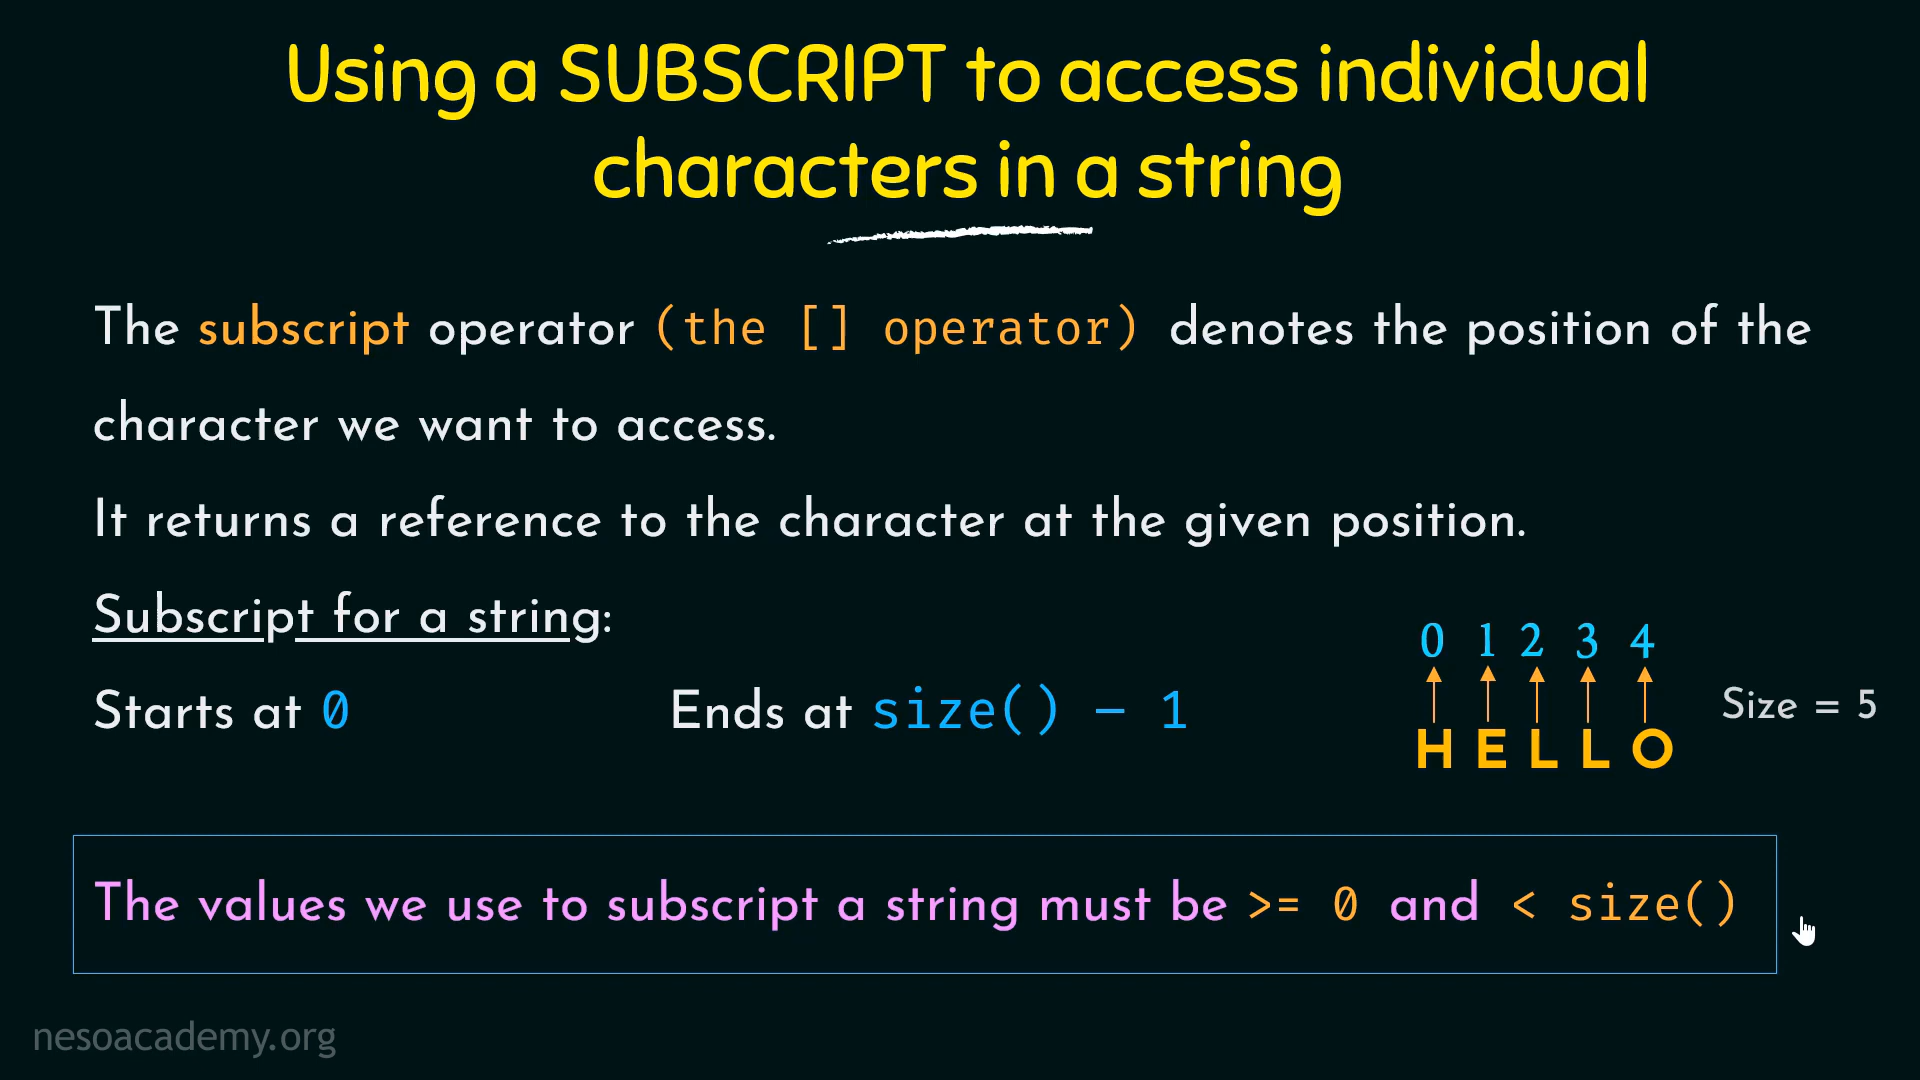 Using a SUBSCRIPT to access individual
characters in a string
The subscript operator (the [] operator) denotes the position of the
character we want to access.
It returns a reference to the character at the given position.
Subscript for a string:
Starts at 0
Ends at size() – 1
0 1 2 3 4
H E L L O
Size = 5
The values we use to subscript a string must be >= 0 and < size()
nesoacademy.org